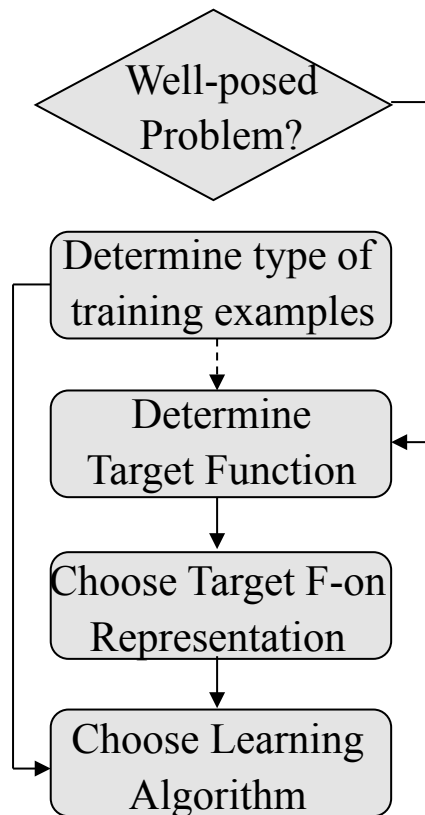 Well-posed
Problem?
Determine type of
training examples
Determine
Target Function
Choose Target F-on
Representation
Choose Learning
Algorithm